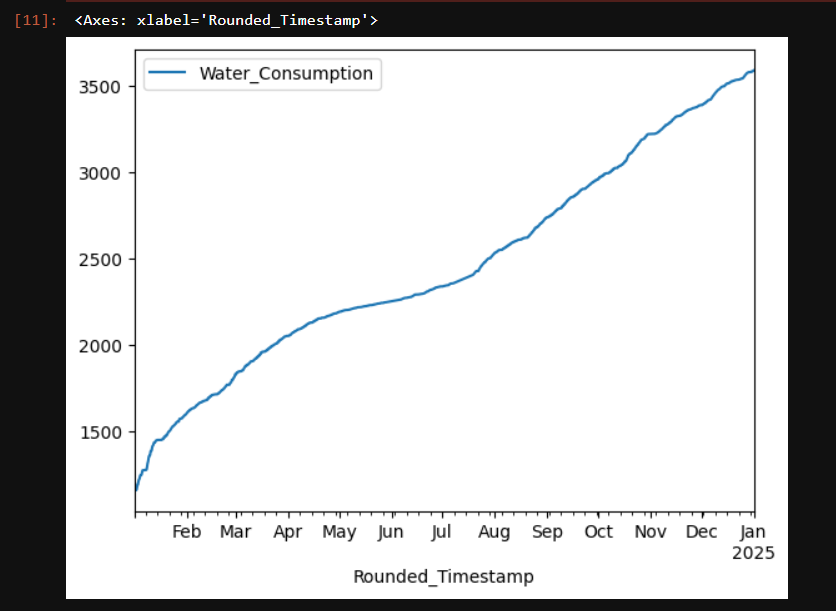 [11]: <Axes: xlabel='Rounded_Timestamp'>
Water_Consumption
3500
3000
2500
2000
1500
Feb Mar Apr May Jun Jul Aug Sep Oct Nov Dec Jan
2025
Rounded_Timestamp